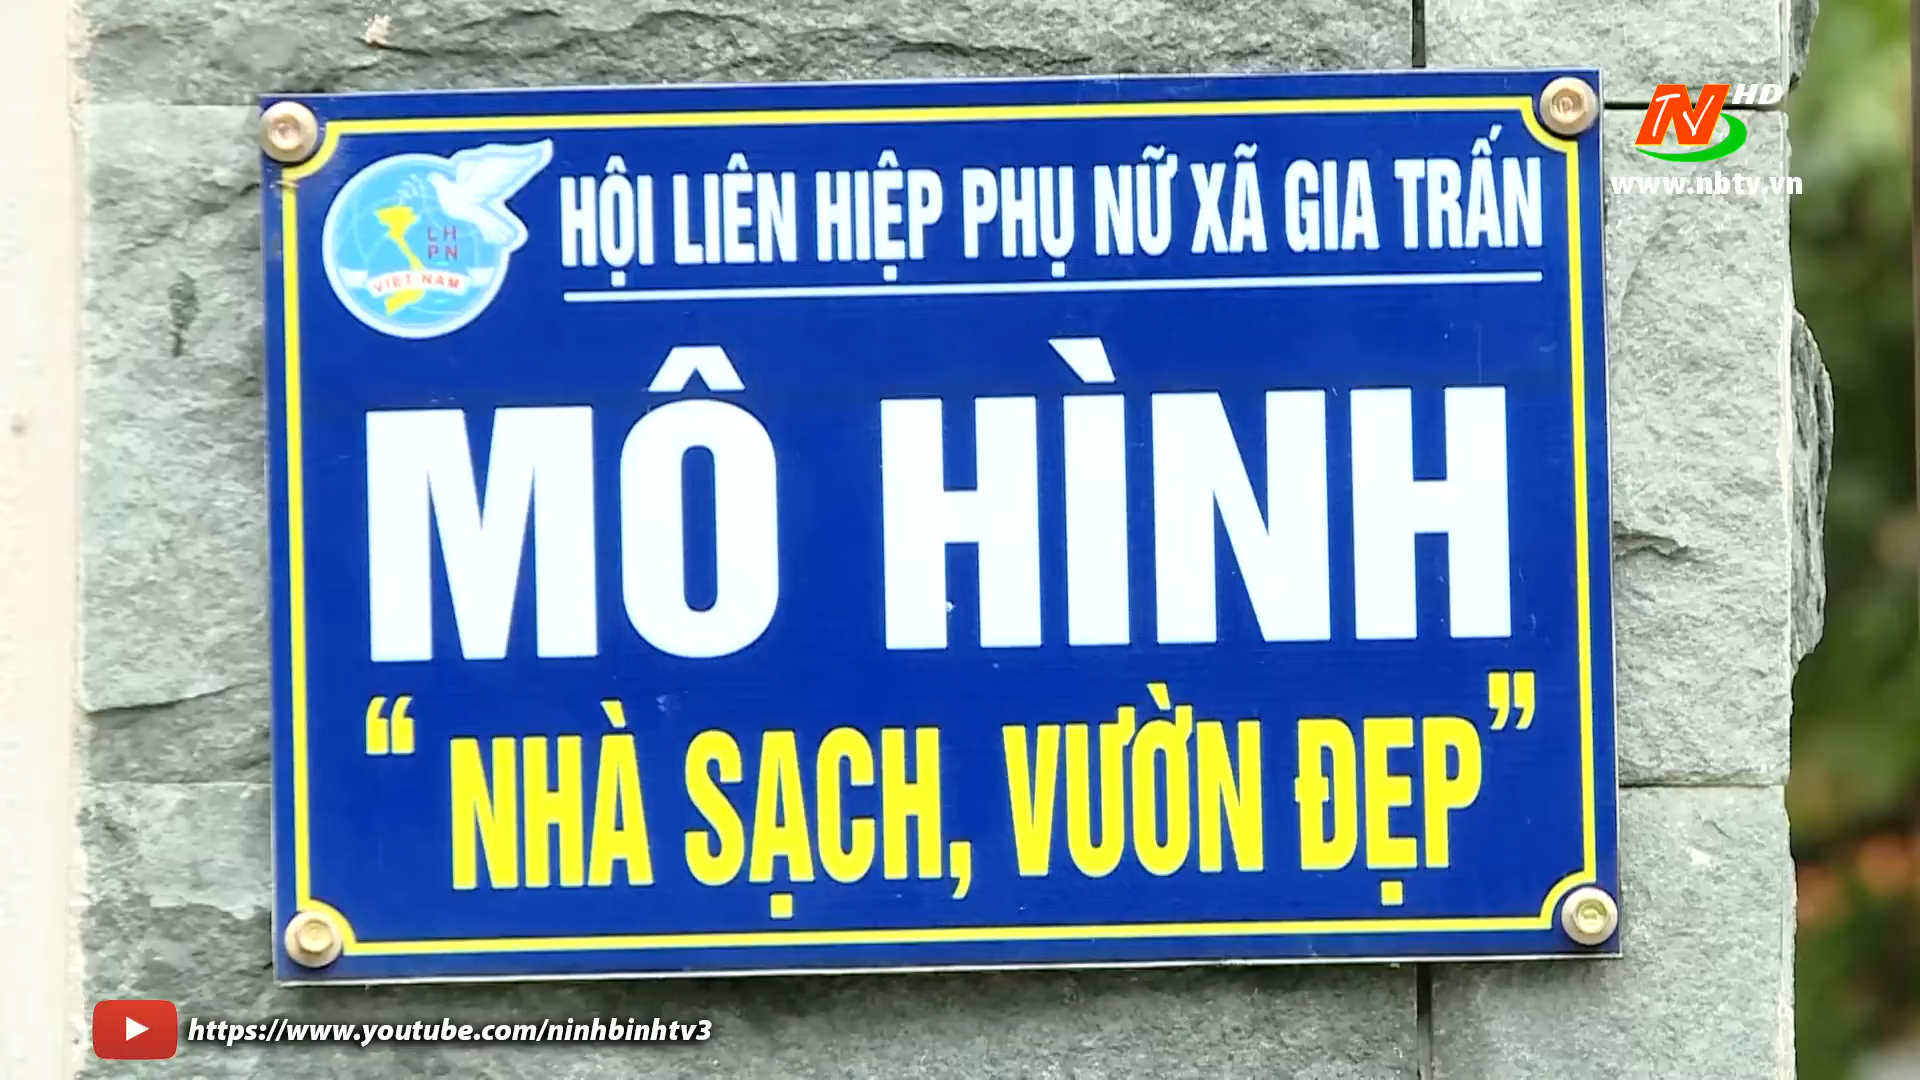 HỘI LIÊN HIỆP PHỤ NỮ XÃ GIA TRẤN
LH
PN
VIỆT NAM
MÔ HÌNH
“NHÀ SẠCH, VƯỜN ĐẸP”
NTV HD
www.nbtv.vn
https://www.youtube.com/ninhbinhtv3